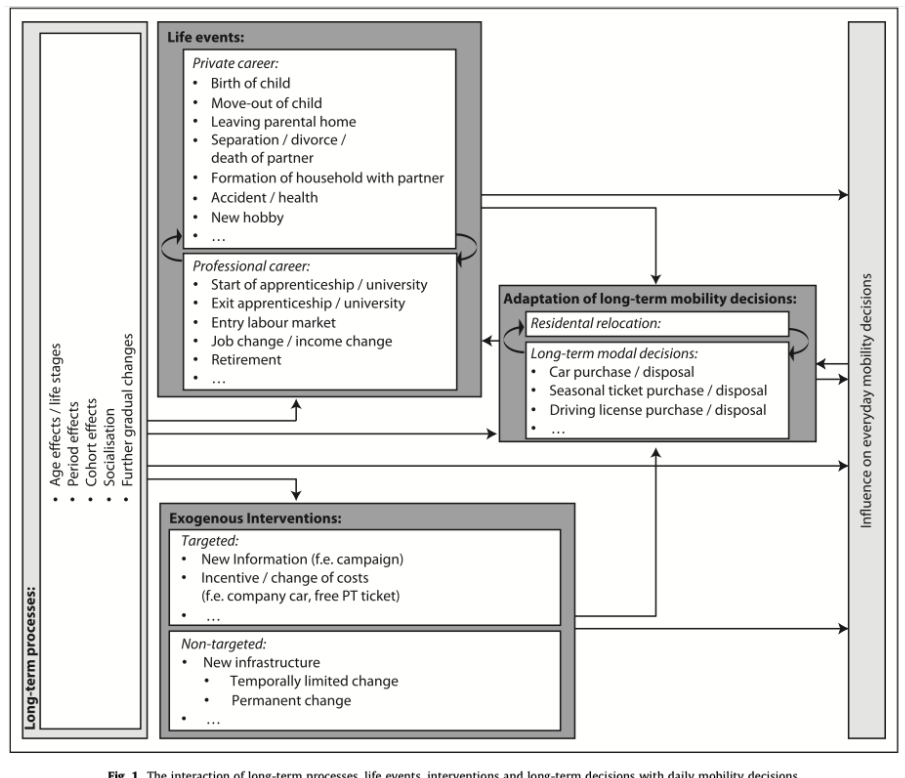 Life events:
Private career:
• Birth of child
• Move-out of child
• Leaving parental home
• Separation / divorce /
death of partner
• Formation of household with partner
• Accident / health
• New hobby
• ...
Professional career:
• Start of apprenticeship / university
• Exit apprenticeship / university
• Entry labour market
• Job change / income change
• Retirement
• ...
Adaptation of long-term mobility decisions:
Residental relocation:
Long-term modal decisions:
• Car purchase / disposal
• Seasonal ticket purchase / disposal
• Driving license purchase / disposal
• ...
Long-term processes:
• Age effects / life stages
• Period effects
• Cohort effects
• Socialisation
• Further gradual changes
Exogenous Interventions:
Targeted:
• New Information (f.e. campaign)
• Incentive / change of costs
(f.e. company car, free PT ticket)
• ...
Non-targeted:
• New infrastructure
• Temporally limited change
• Permanent change
• ...
Influence on everyday mobility decisions
Fig. 1. The interaction of long-term processes, life events, interventions and long-term decisions with daily mobility decisions.